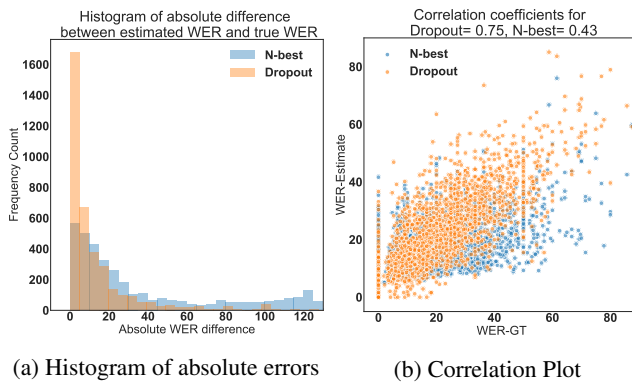 Histogram of absolute difference
between estimated WER and true WER
N-best
Dropout
1600
1400
1200
1000
800
600
400
200
0
Frequency Count
0 20 40 60 80 100 120
Absolute WER difference
(a) Histogram of absolute errors
Correlation coefficients for
Dropout= 0.75, N-best= 0.43
N-best
Dropout
80
60
40
20
0
WER-Estimate
0 20 40 60 80
WER-GT
(b) Correlation Plot